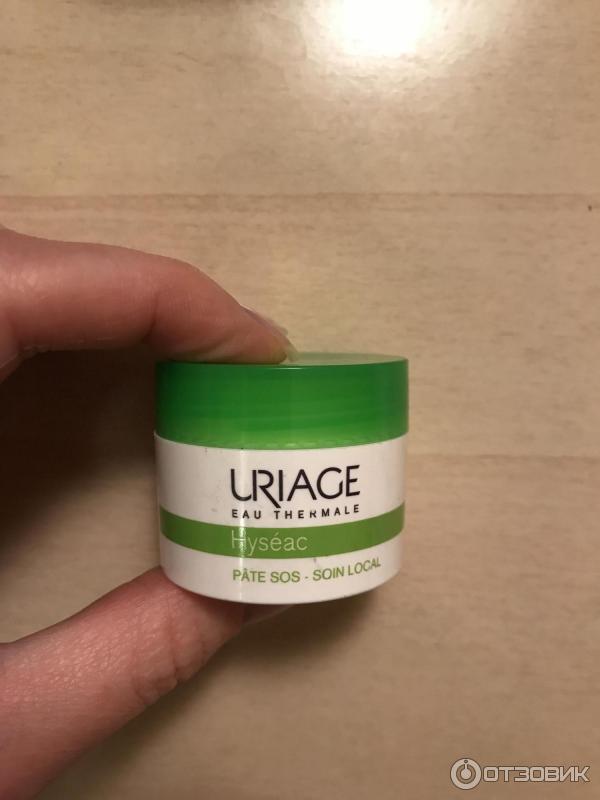 URIAGE
EAU THERMALE
Hyséac
PÂTE SOS - SOIN LOCAL
ОТЗОВИК